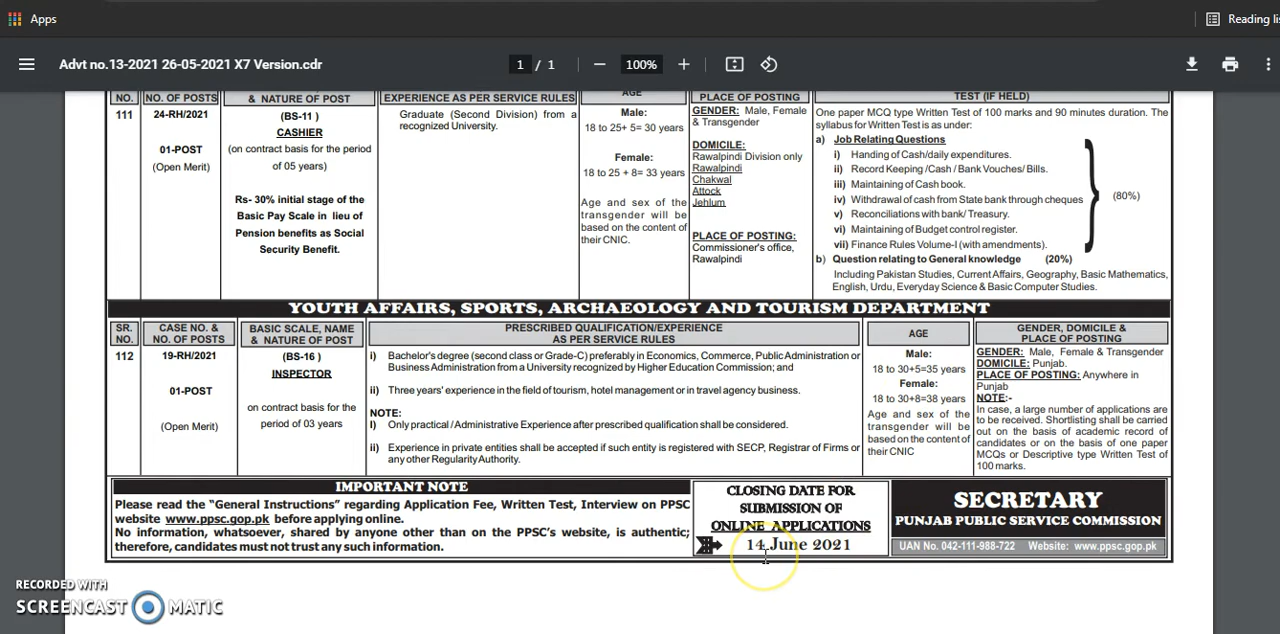 Apps
Reading lis
Advt no.13-2021 26-05-2021 X7 Version.cdr
1 / 1
100%
NO.
NO. OF POSTS
& NATURE OF POST
EXPERIENCE AS PER SERVICE RULES
AGE
PLACE OF POSTING
TEST (IF HELD)
111
24-RH/2021
01-POST
(Open Merit)
(BS-11 )
CASHIER
(on contract basis for the period
of 05 years)
Rs- 30% initial stage of the
Basic Pay Scale in lieu of
Pension benefits as Social
Security Benefit.
Graduate (Second Division) from a
recognized University.
Male:
18 to 25+ 5= 30 years
Female:
18 to 25 + 8= 33 years
Age and sex of the
transgender will be
based on the content of
their CNIC.
GENDER: Male, Female
& Transgender
DOMICILE:
Rawalpindi Division only
Rawalpindi
Chakwal
Attock
Jehlum
PLACE OF POSTING:
Commissioner's office,
Rawalpindi
One paper MCQ type Written Test of 100 marks and 90 minutes duration. The
syllabus for Written Test is as under:
a) Job Relating Questions
i) Handing of Cash/daily expenditures.
ii) Record Keeping /Cash / Bank Vouches/ Bills.
iii) Maintaining of Cash book.
iv) Withdrawal of cash from State bank through cheques
v) Reconciliations with bank/ Treasury.
vi) Maintaining of Budget control register.
vii) Finance Rules Volume-I (with amendments).
(80%)
b) Question relating to General knowledge (20%)
Including Pakistan Studies, Current Affairs, Geography, Basic Mathematics,
English, Urdu, Everyday Science & Basic Computer Studies.
YOUTH AFFAIRS, SPORTS, ARCHAEOLOGY AND TOURISM DEPARTMENT
SR.
NO.
CASE NO. &
NO. OF POSTS
BASIC SCALE, NAME
& NATURE OF POST
PRESCRIBED QUALIFICATION/EXPERIENCE
AS PER SERVICE RULES
AGE
GENDER, DOMICILE &
PLACE OF POSTING
112
19-RH/2021
01-POST
(Open Merit)
(BS-16 )
INSPECTOR
on contract basis for the
period of 03 years
i) Bachelor's degree (second class or Grade-C) preferably in Economics, Commerce, Public Administration or
Business Administration from a University recognized by Higher Education Commission; and
ii) Three years' experience in the field of tourism, hotel management or in travel agency business.
NOTE:
I) Only practical / Administrative Experience after prescribed qualification shall be considered.
ii) Experience in private entities shall be accepted if such entity is registered with SECP, Registrar of Firms or
any other Regularity Authority.
Male:
18 to 30+5=35 years
Female:
18 to 30+8=38 years
Age and sex of the
transgender will be
based on the content of
their CNIC
GENDER: Male, Female & Transgender
DOMICILE: Punjab.
PLACE OF POSTING: Anywhere in
Punjab
NOTE:-
In case, a large number of applications are
to be received. Shortlisting shall be carried
out on the basis of academic record of
candidates or on the basis of one paper
MCQs or Descriptive type Written Test of
100 marks.
IMPORTANT NOTE
Please read the "General Instructions" regarding Application Fee, Written Test, Interview on PPSC
website www.ppsc.gop.pk before applying online.
No information, whatsoever, shared by anyone other than on the PPSC's website, is authentic;
therefore, candidates must not trust any such information.
CLOSING DATE FOR
SUBMISSION OF
ONLINE APPLICATIONS
14 June 2021
SECRETARY
PUNJAB PUBLIC SERVICE COMMISSION
UAN No. 042-111-988-722 Website: www.ppsc.gop.pk
RECORDED WITH
SCREENCAST MATIC